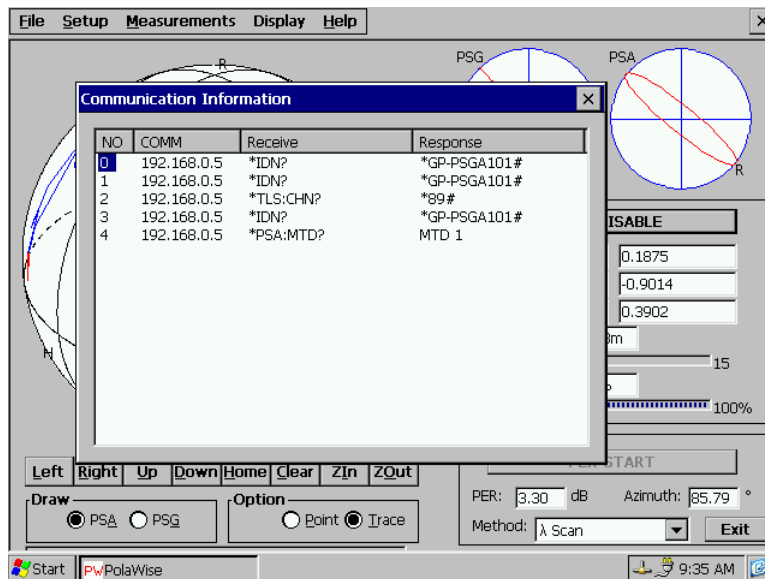 File Setup Measurements Display Help
PSG PSA
R
R
Communication Information
NO COMM Receive Response
0 192.168.0.5 *IDN? *GP-PSGA101#
1 192.168.0.5 *IDN? *GP-PSGA101#
2 192.168.0.5 *TLS:CHN? *89#
3 192.168.0.5 *IDN? *GP-PSGA101#
4 192.168.0.5 *PSA:MTD? MTD 1
ISABLE
0.1875
-0.9014
0.3902
H
15
100%
Left Right Up Down Home Clear ZIn ZOut
START
Draw Option
PSA PSG Point Trace
PER: 3.30 dB Azimuth: 85.79 °
Method: λ Scan Exit
Start PW PolaWise 9:35 AM